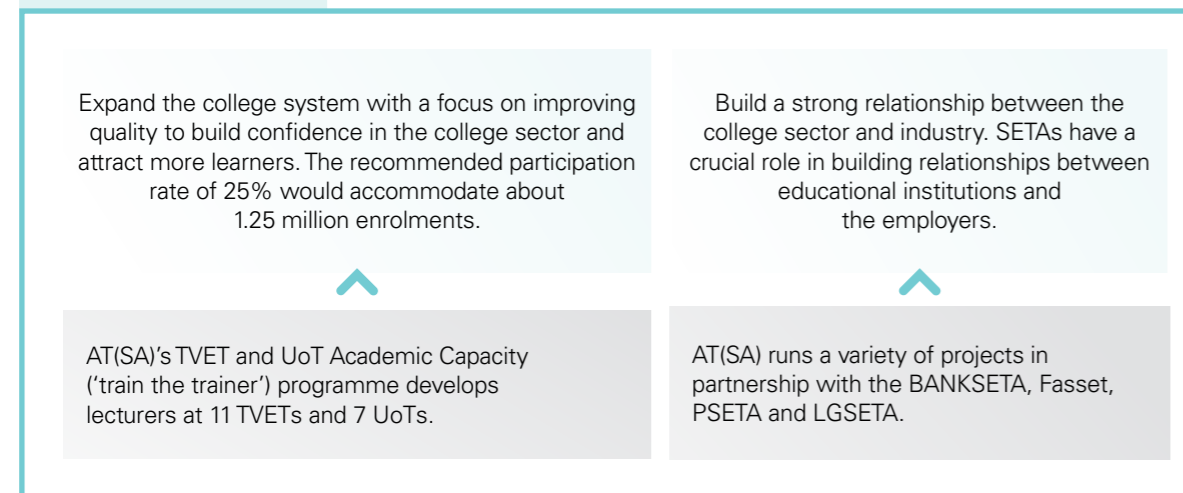 Expand the college system with a focus on improving
quality to build confidence in the college sector and
attract more learners. The recommended participation
rate of 25% would accommodate about
1.25 million enrolments.
Build a strong relationship between the
college sector and industry. SETAs have a
crucial role in building relationships between
educational institutions and
the employers.
AT(SA)’s TVET and UoT Academic Capacity
(‘train the trainer’) programme develops
lecturers at 11 TVETs and 7 UoTs.
AT(SA) runs a variety of projects in
partnership with the BANKSETA, Fasset,
PSETA and LGSETA.